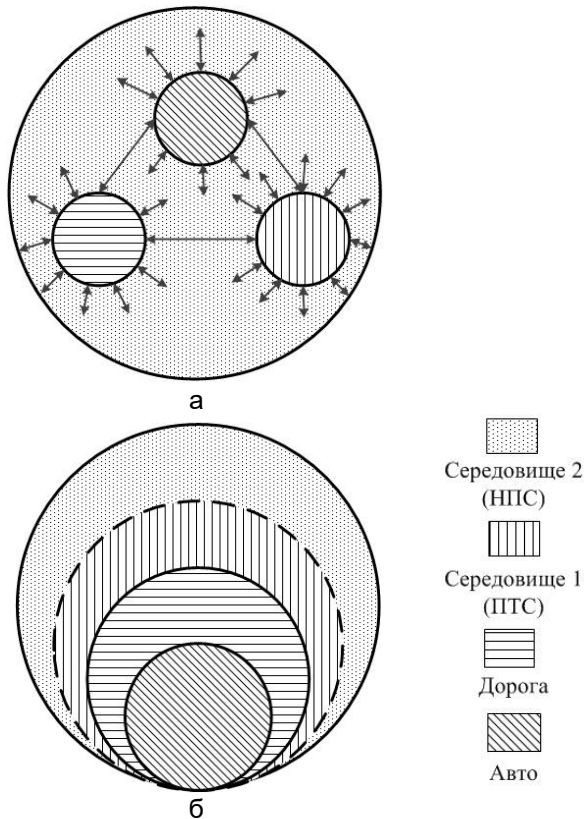 а
Середовище 2
(НПС)
Середовище 1
(ПТС)
Дорога
Авто
б